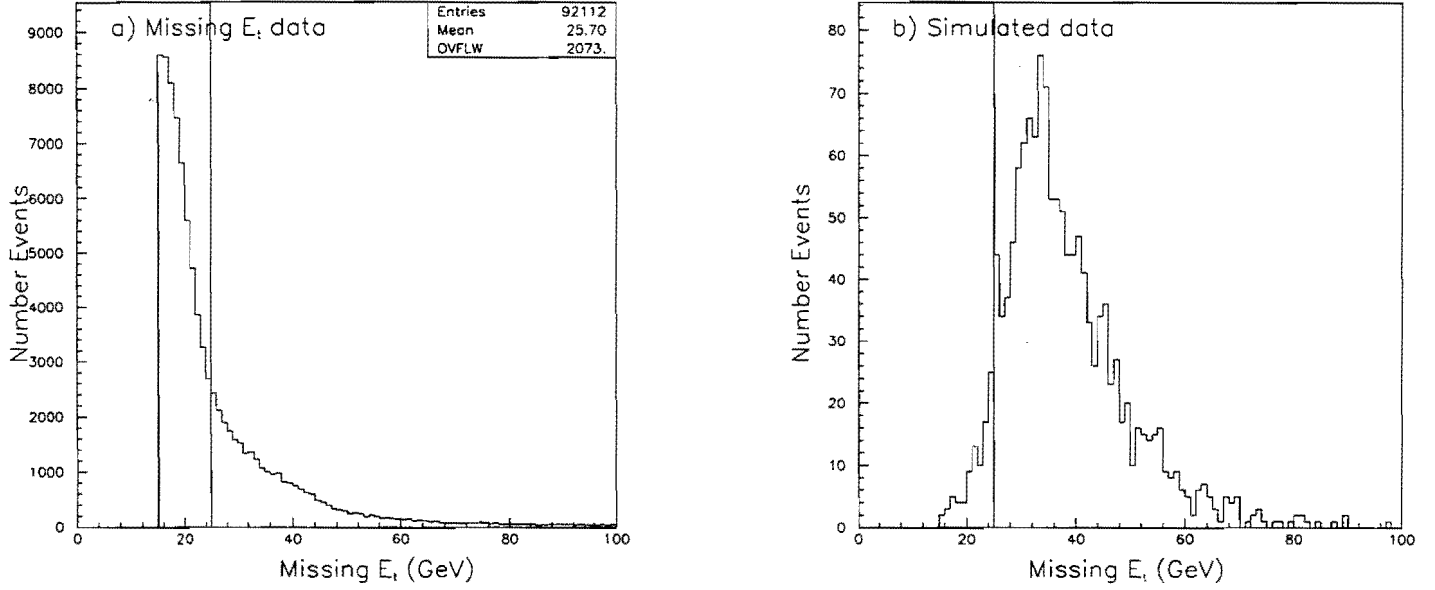 a) Missing Et data
Entries 92112
Mean 25.70
OVFLW 2073.
9000
8000
7000
6000
5000
4000
3000
2000
1000
0
Number Events
0 20 40 60 80 100
Missing Et (GeV)
b) Simulated data
80
70
60
50
40
30
20
10
0
Number Events
0 20 40 60 80 100
Missing Et (GeV)